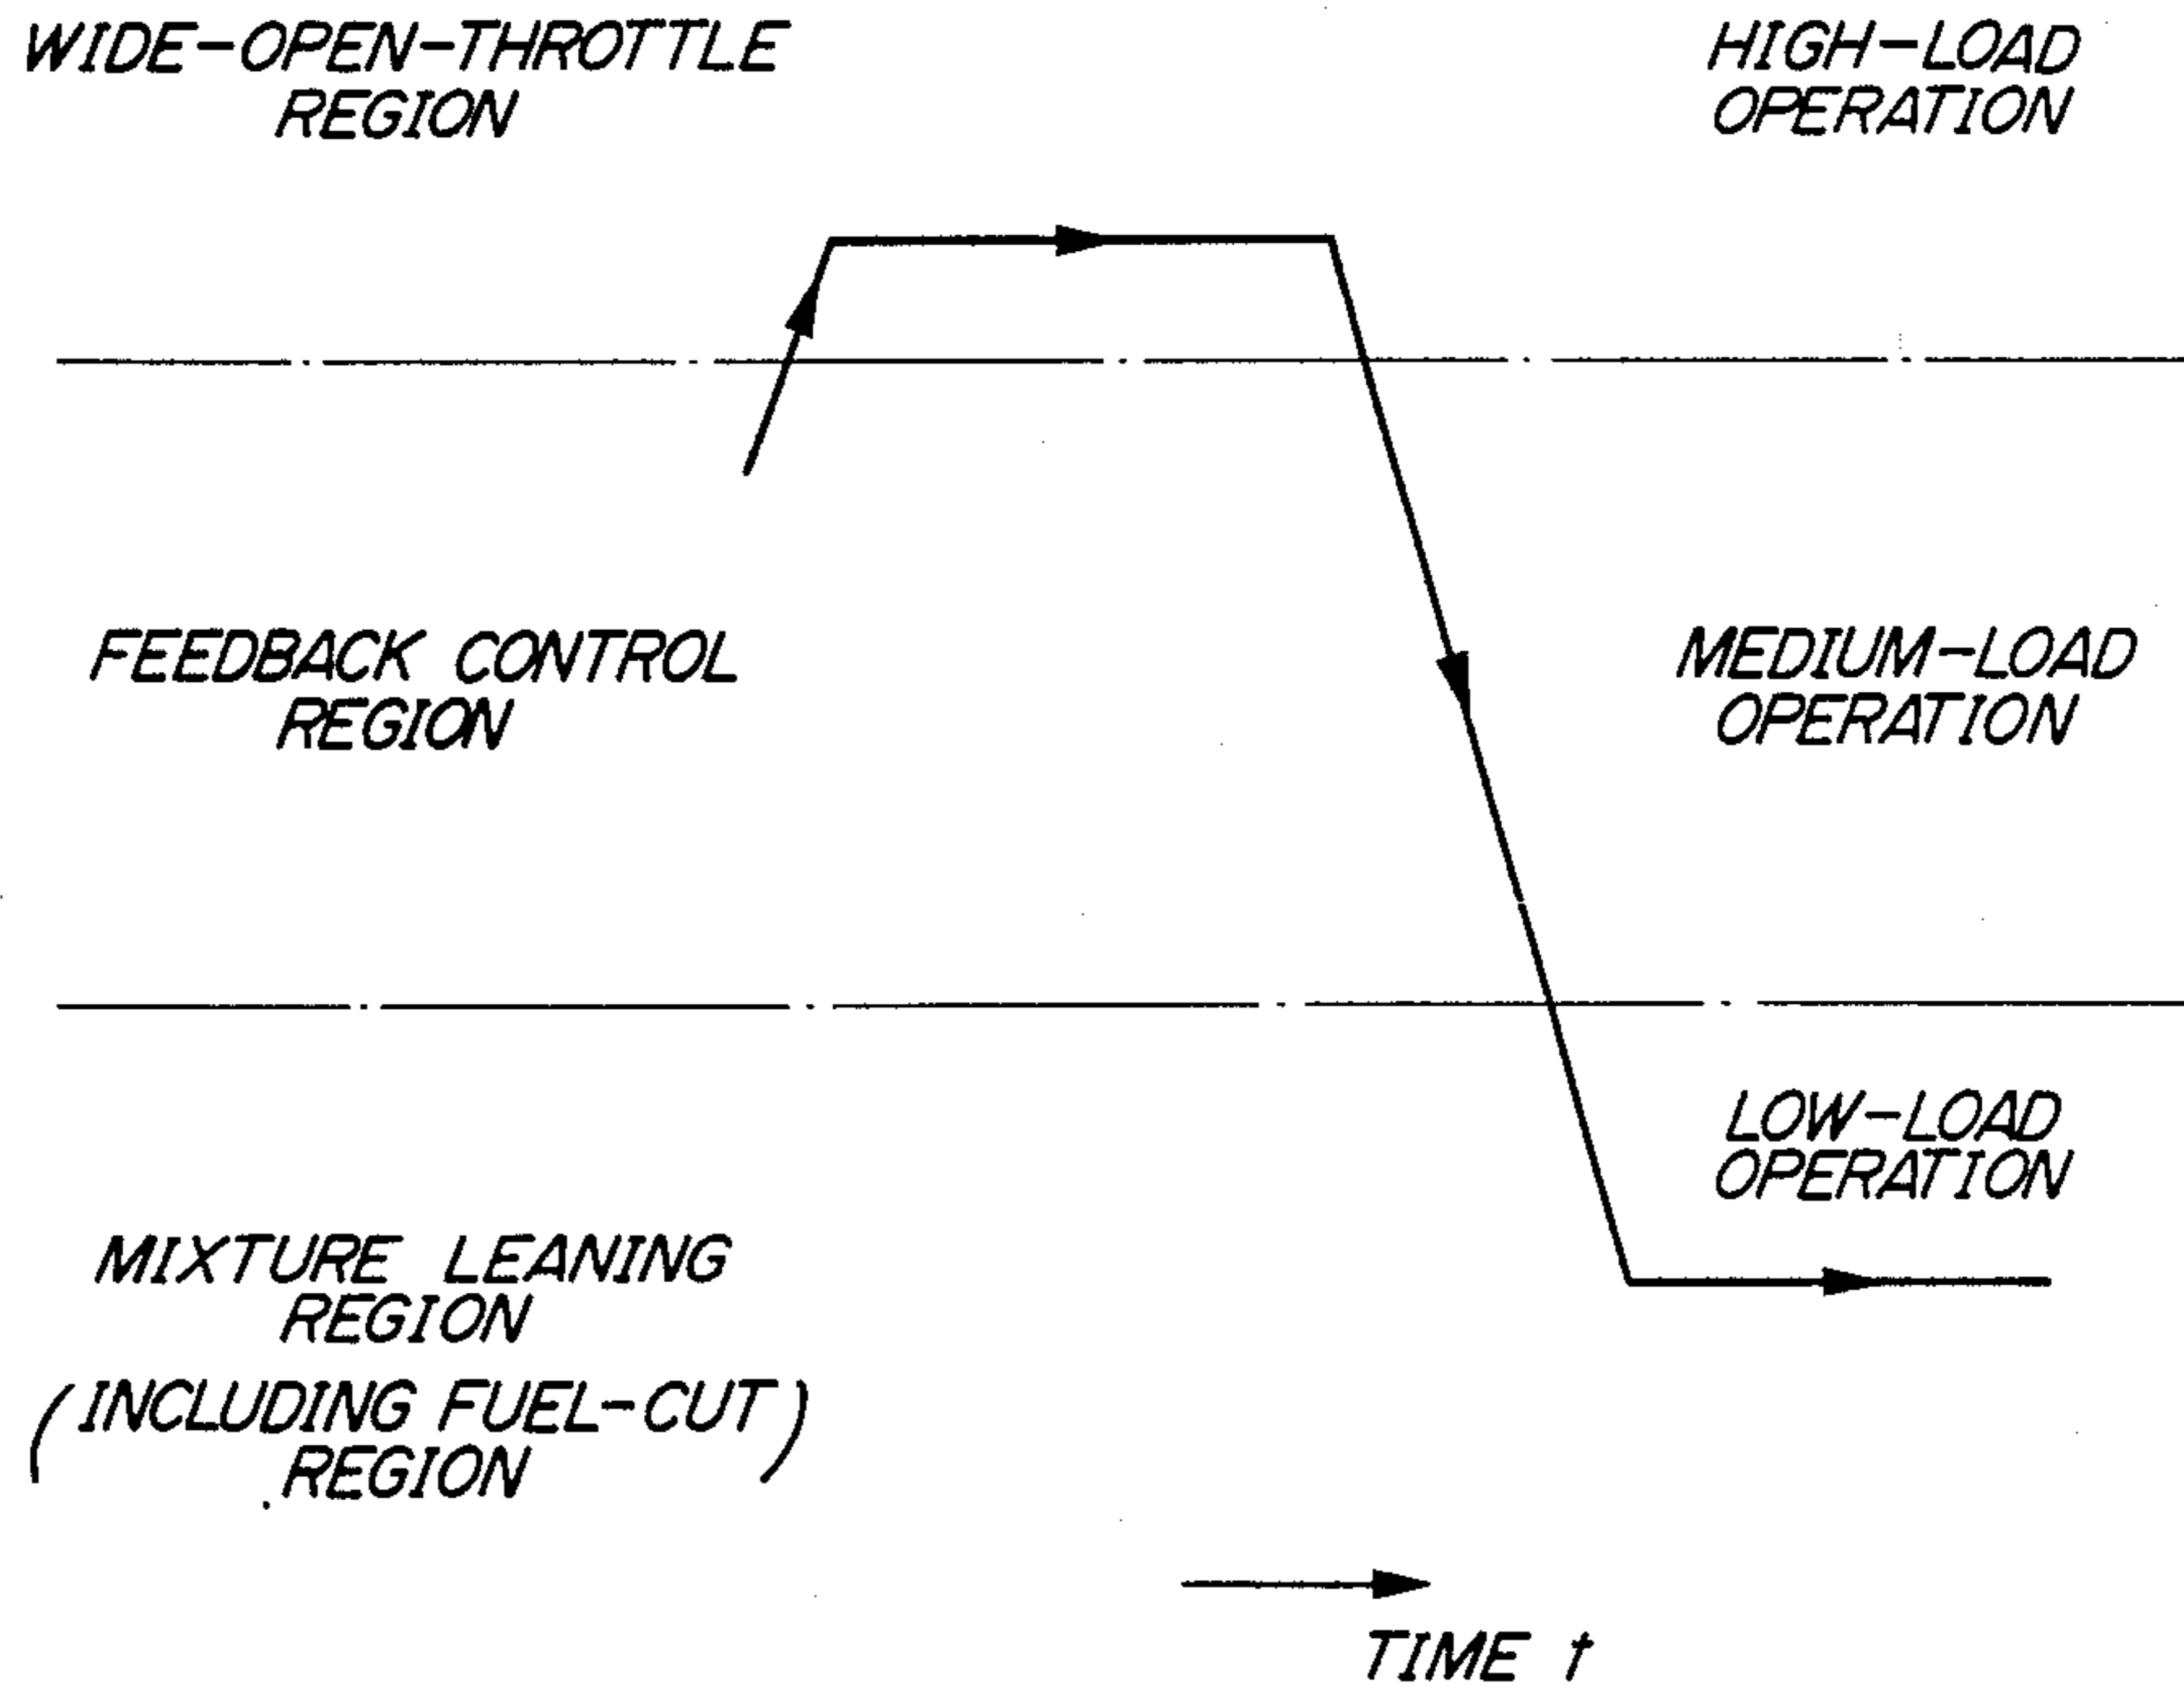 WIDE-OPEN-THROTTLE
REGION
HIGH-LOAD
OPERATION
FEEDBACK CONTROL
REGION
MEDIUM-LOAD
OPERATION
LOW-LOAD
OPERATION
MIXTURE LEANING
REGION
(INCLUDING FUEL-CUT)
REGION
TIME t